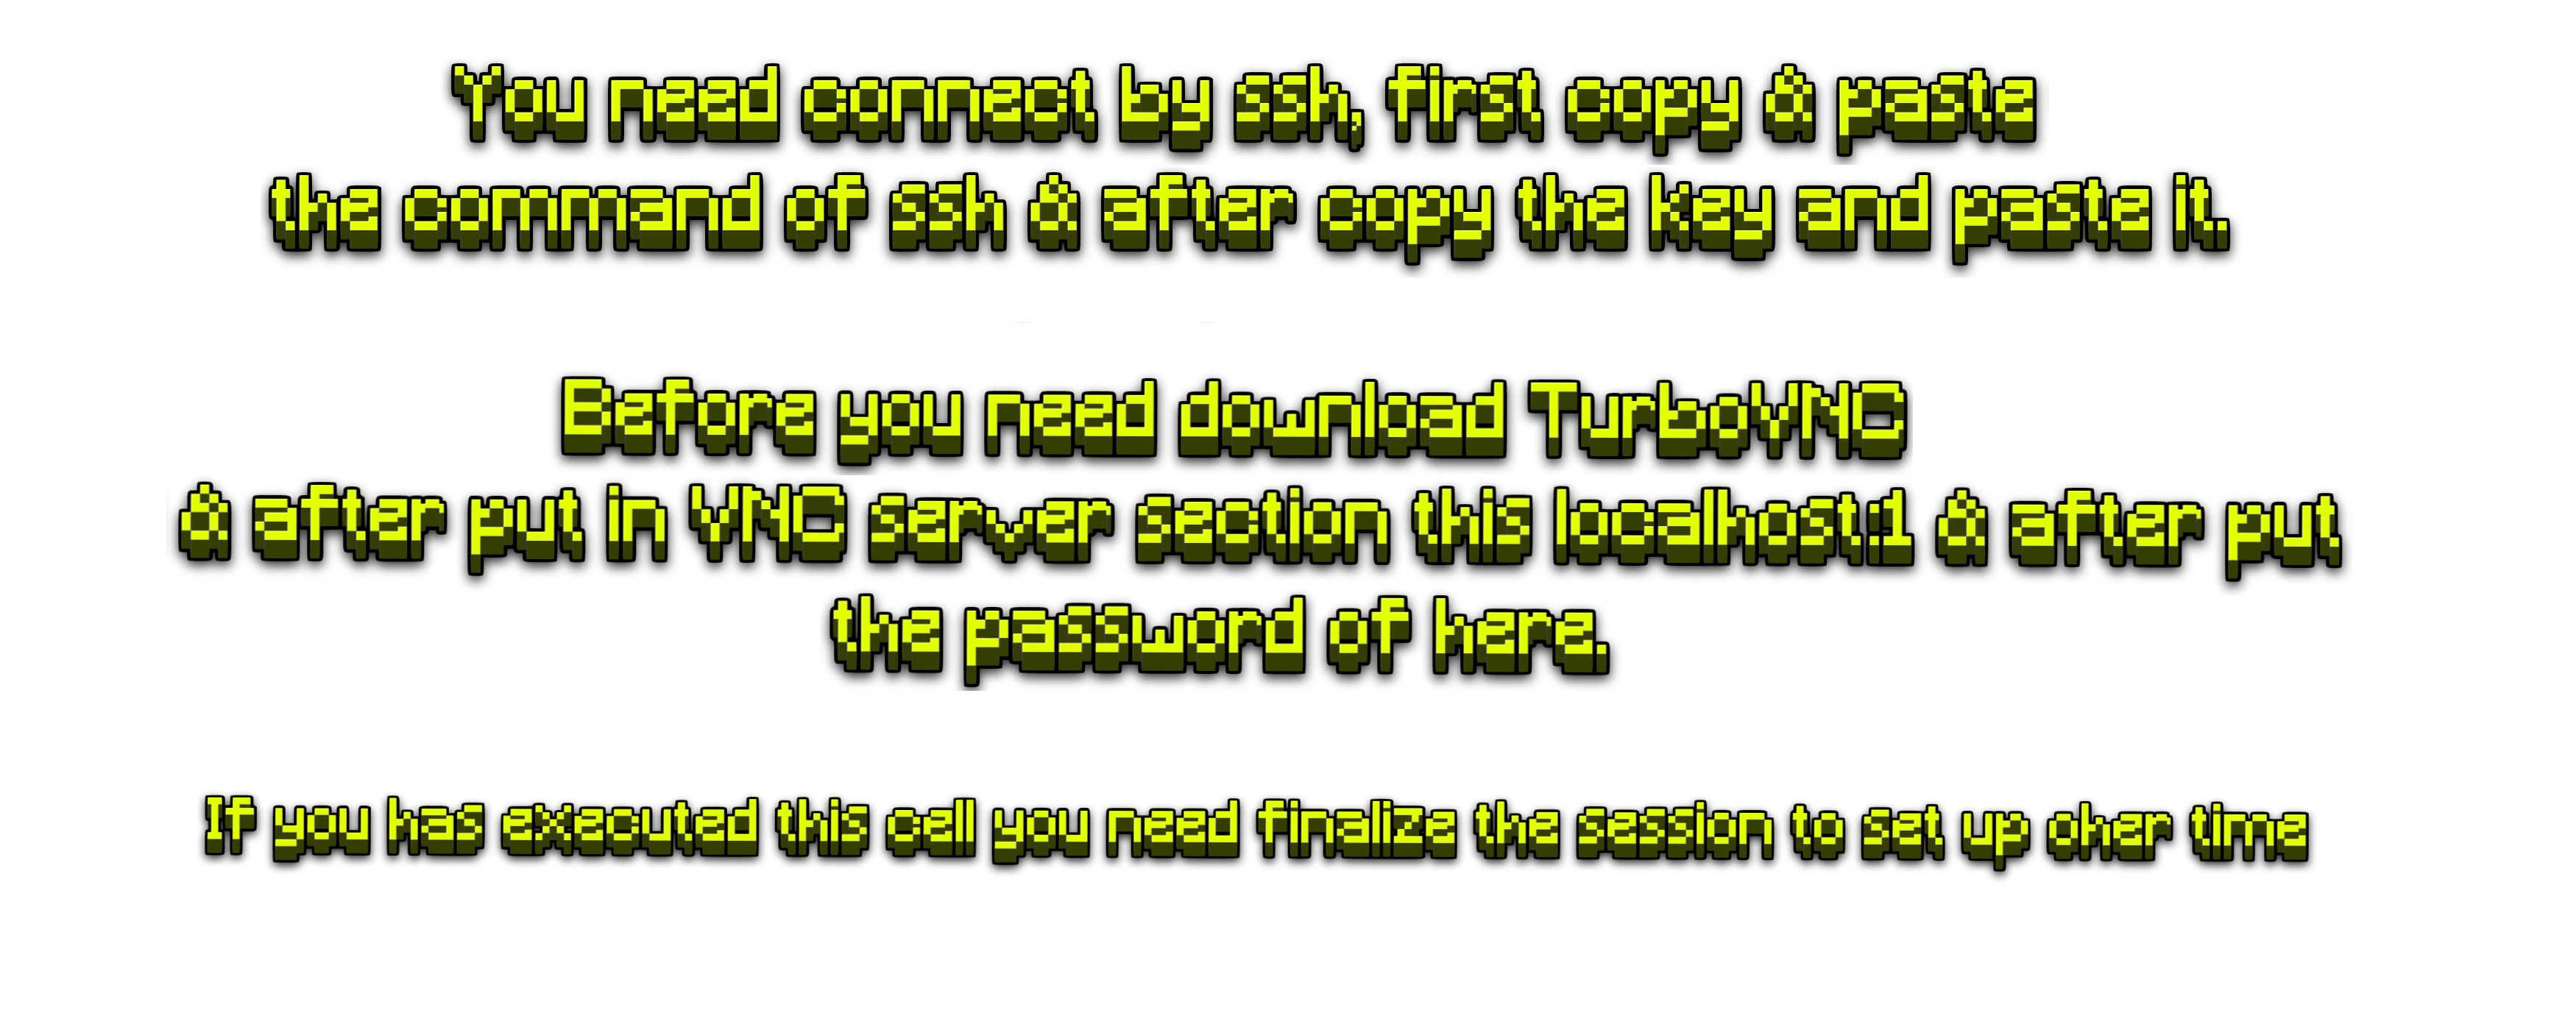 You need connect by ssh, first copy & paste
the command of ssh & after copy the key and paste it.
Before you need download TurboVNC
& after put in VNC server section this localhost:1 & after put
the password of here.
If you has executed this cell you need finalize the session to set up oher time